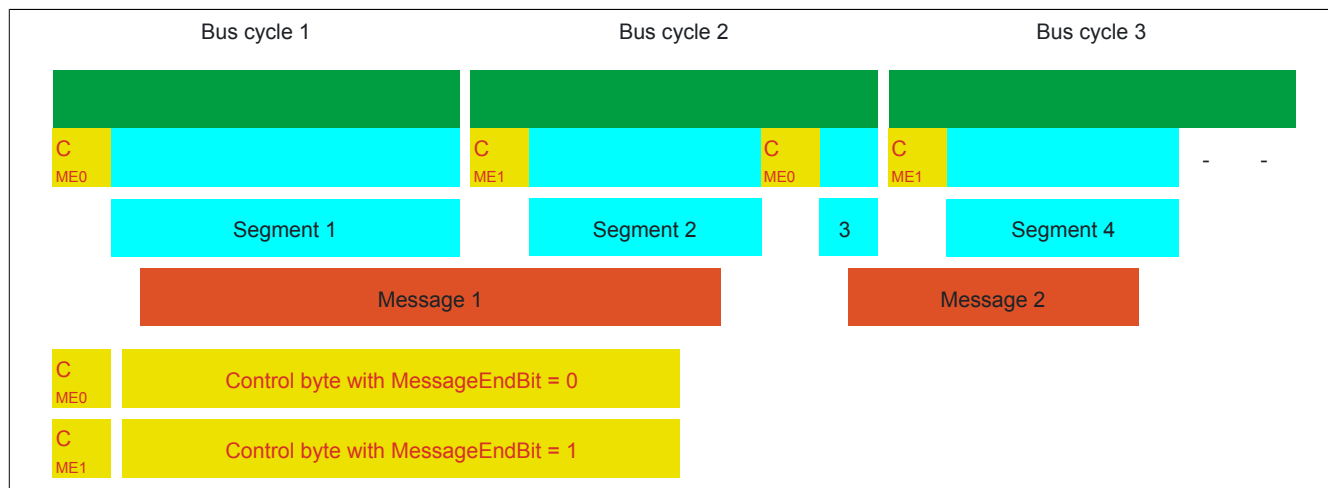 Bus cycle 1 Bus cycle 2 Bus cycle 3
C C C C - -
ME0 ME1 ME0 ME1
Segment 1 Segment 2 3 Segment 4
Message 1 Message 2
C
ME0
Control byte with MessageEndBit = 0
C
ME1
Control byte with MessageEndBit = 1